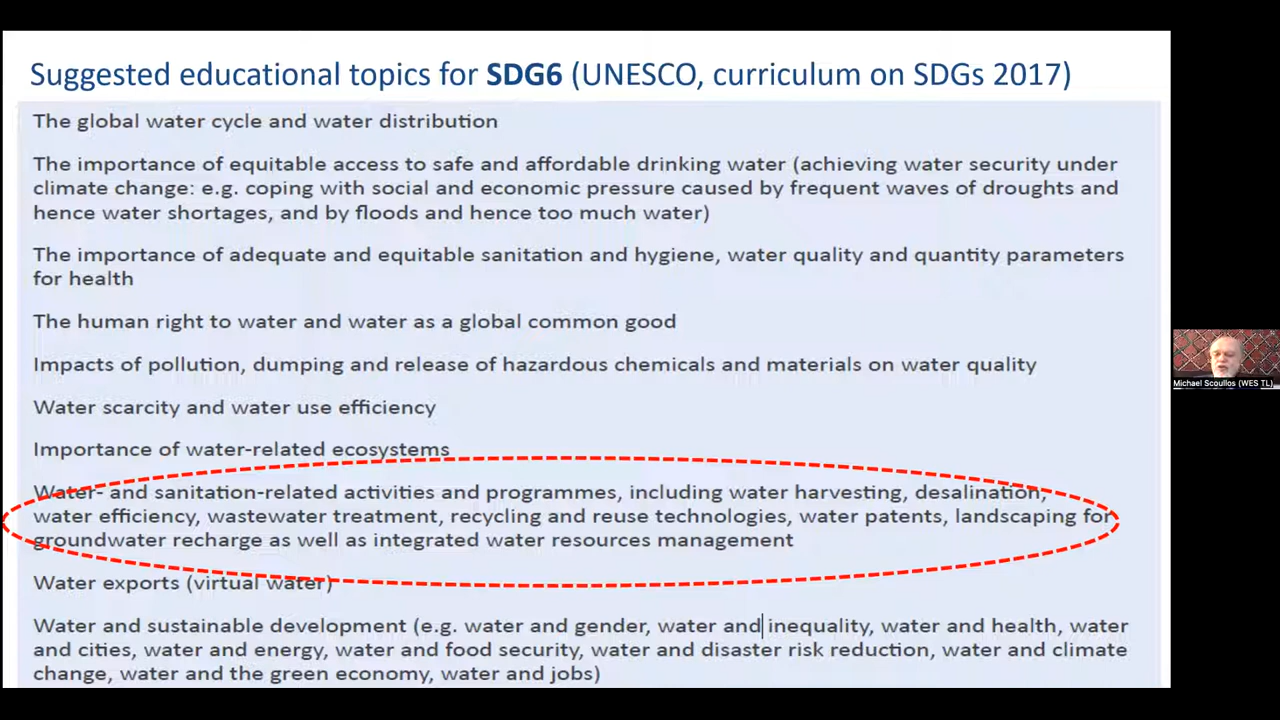 Suggested educational topics for SDG6 (UNESCO, curriculum on SDGs 2017)
The global water cycle and water distribution
The importance of equitable access to safe and affordable drinking water (achieving water security under
climate change: e.g. coping with social and economic pressure caused by frequent waves of droughts and
hence water shortages, and by floods and hence too much water)
The importance of adequate and equitable sanitation and hygiene, water quality and quantity parameters
for health
The human right to water and water as a global common good
Impacts of pollution, dumping and release of hazardous chemicals and materials on water quality
Water scarcity and water use efficiency
Importance of water-related ecosystems
Water- and sanitation-related activities and programmes, including water harvesting, desalination,
water efficiency, wastewater treatment, recycling and reuse technologies, water patents, landscaping for
groundwater recharge as well as integrated water resources management
Water exports (virtual water)
Water and sustainable development (e.g. water and gender, water and inequality, water and health, water
and cities, water and energy, water and food security, water and disaster risk reduction, water and climate
change, water and the green economy, water and jobs)
Michael Scoullos (WES TL)